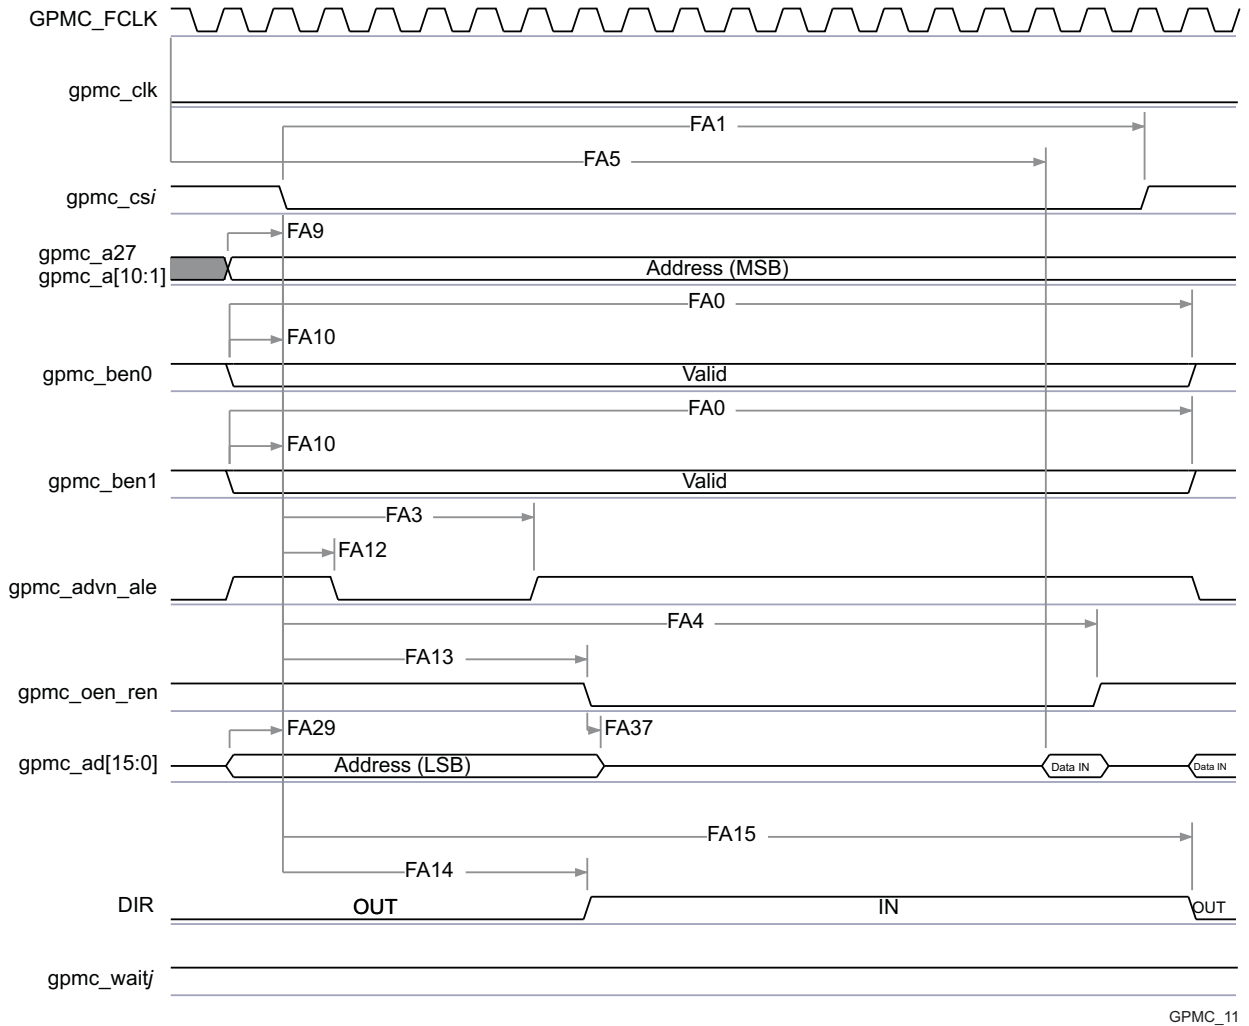 GPMC_FCLK
gpmc_clk
FA1
FA5
gpmc_csi
FA9
gpmc_a27
gpmc_a[10:1]
Address (MSB)
FA0
FA10
gpmc_ben0
Valid
FA0
FA10
gpmc_ben1
Valid
FA3
FA12
gpmc_advn_ale
FA4
FA13
gpmc_oen_ren
FA29
FA37
gpmc_ad[15:0]
Address (LSB)
Data IN
Data IN
FA15
FA14
DIR
OUT
IN
OUT
gpmc_waitj
GPMC_11